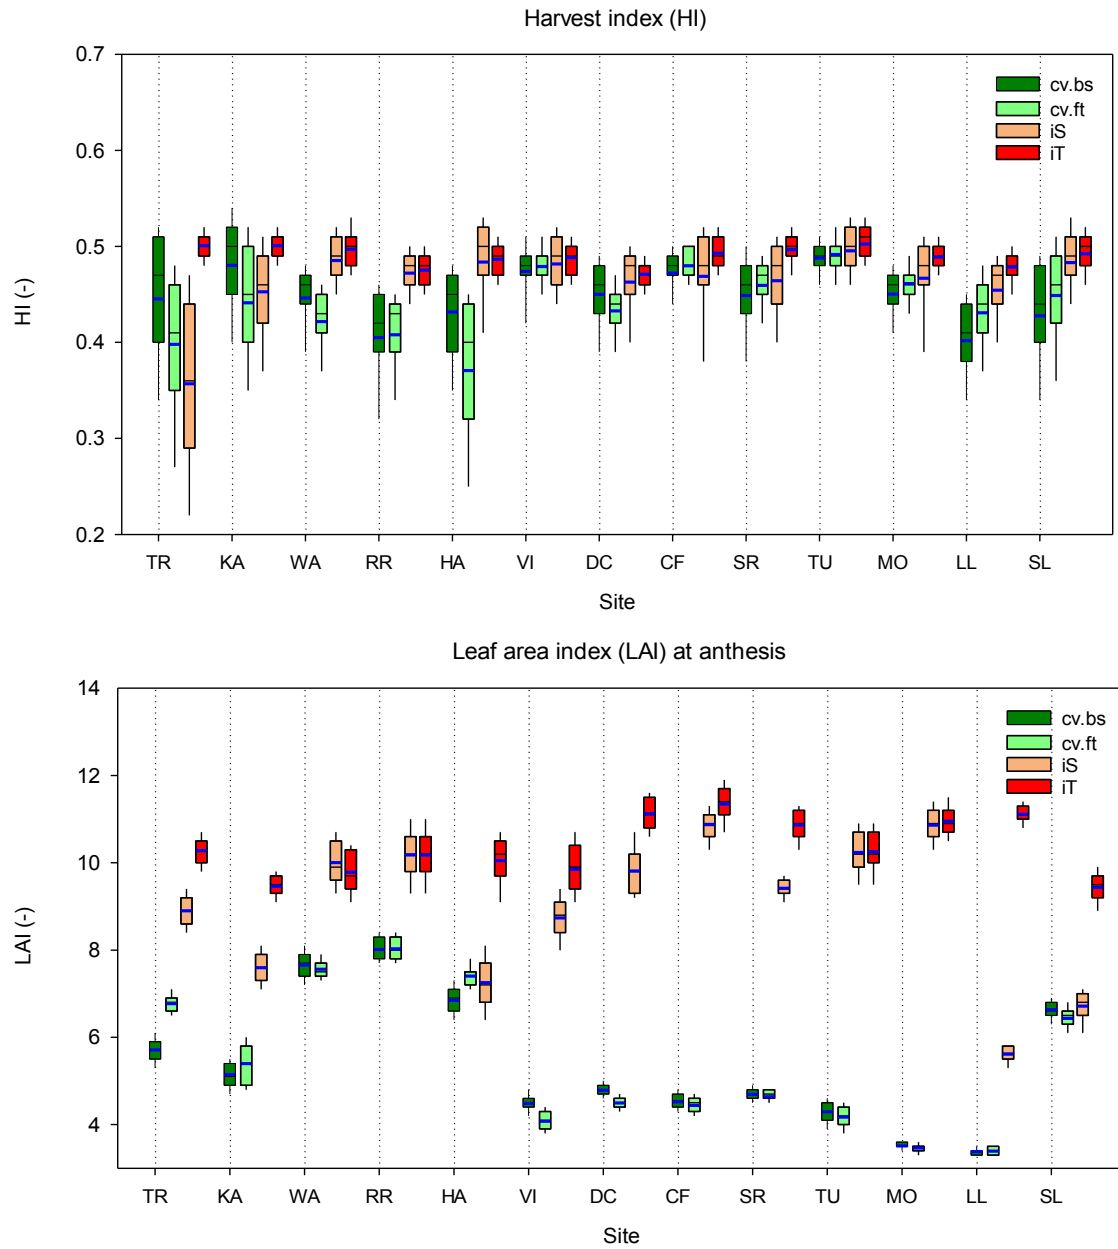 Harvest index (HI)
0.7
0.6
0.5
0.4
0.3
0.2
HI (-)
cv.bs
cv.ft
iS
iT
TR KA WA RR HA VI DC CF SR TU MO LL SL
Site
Leaf area index (LAI) at anthesis
14
12
10
8
6
4
LAI (-)
cv.bs
cv.ft
iS
iT
TR KA WA RR HA VI DC CF SR TU MO LL SL
Site